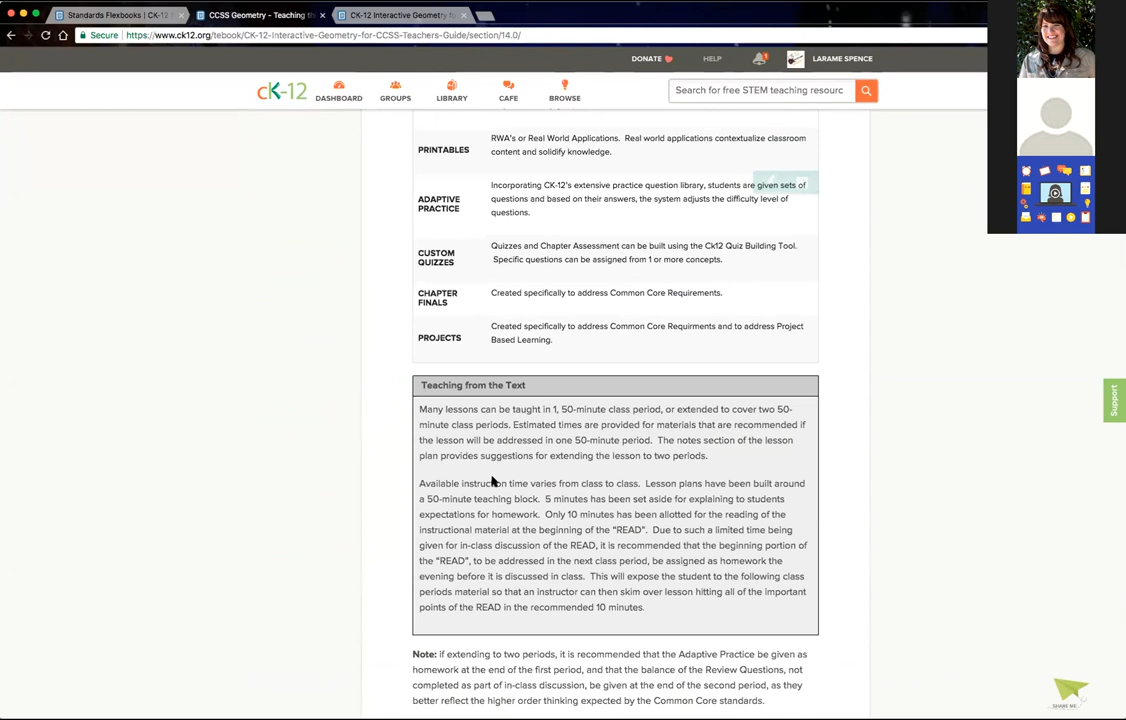 Standards Flexbooks | CK-12
CCSS Geometry - Teaching th
CK-12 Interactive Geometry fo
Secure | https://www.ck12.org/tebook/CK-12-Interactive-Geometry-for-CCSS-Teachers-Guide/section/14.0/
DONATE HELP 1 LARAME SPENCE
ck-12 DASHBOARD GROUPS LIBRARY CAFE BROWSE Search for free STEM teaching resourc
PRINTABLES
RWA's or Real World Applications. Real world applications contextualize classroom
content and solidify knowledge.
ADAPTIVE
PRACTICE
Incorporating CK-12's extensive practice question library, students are given sets of
questions and based on their answers, the system adjusts the difficulty level of
questions.
CUSTOM
QUIZZES
Quizzes and Chapter Assessment can be built using the Ck12 Quiz Building Tool.
Specific questions can be assigned from 1 or more concepts.
CHAPTER
FINALS
Created specifically to address Common Core Requirements.
PROJECTS
Created specifically to address Common Core Requirments and to address Project
Based Learning.
Teaching from the Text
Many lessons can be taught in 1, 50-minute class period, or extended to cover two 50-
minute class periods. Estimated times are provided for materials that are recommended if
the lesson will be addressed in one 50-minute period. The notes section of the lesson
plan provides suggestions for extending the lesson to two periods.
Available instruction time varies from class to class. Lesson plans have been built around
a 50-minute teaching block. 5 minutes has been set aside for explaining to students
expectations for homework. Only 10 minutes has been allotted for the reading of the
instructional material at the beginning of the “READ”. Due to such a limited time being
given for in-class discussion of the READ, it is recommended that the beginning portion of
the “READ”, to be addressed in the next class period, be assigned as homework the
evening before it is discussed in class. This will expose the student to the following class
periods material so that an instructor can then skim over lesson hitting all of the important
points of the READ in the recommended 10 minutes.
Note: if extending to two periods, it is recommended that the Adaptive Practice be given as
homework at the end of the first period, and that the balance of the Review Questions, not
completed as part of in-class discussion, be given at the end of the second period, as they
better reflect the higher order thinking expected by the Common Core standards.
Support
SHARE ME